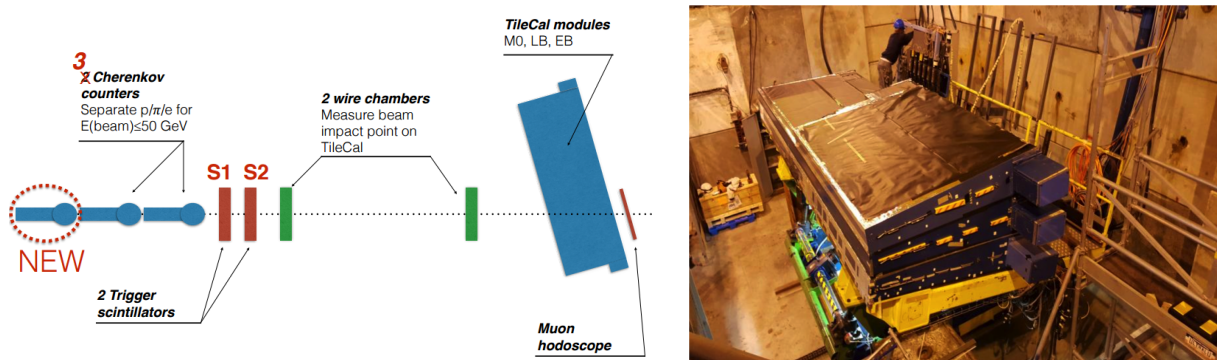 3
2 Cherenkov
counters
Separate p/π/e for
E(beam)≤50 GeV
S1
S2
2 wire chambers
Measure beam
impact point on
TileCal
TileCal modules
M0, LB, EB
NEW
2 Trigger
scintillators
Muon
hodoscope